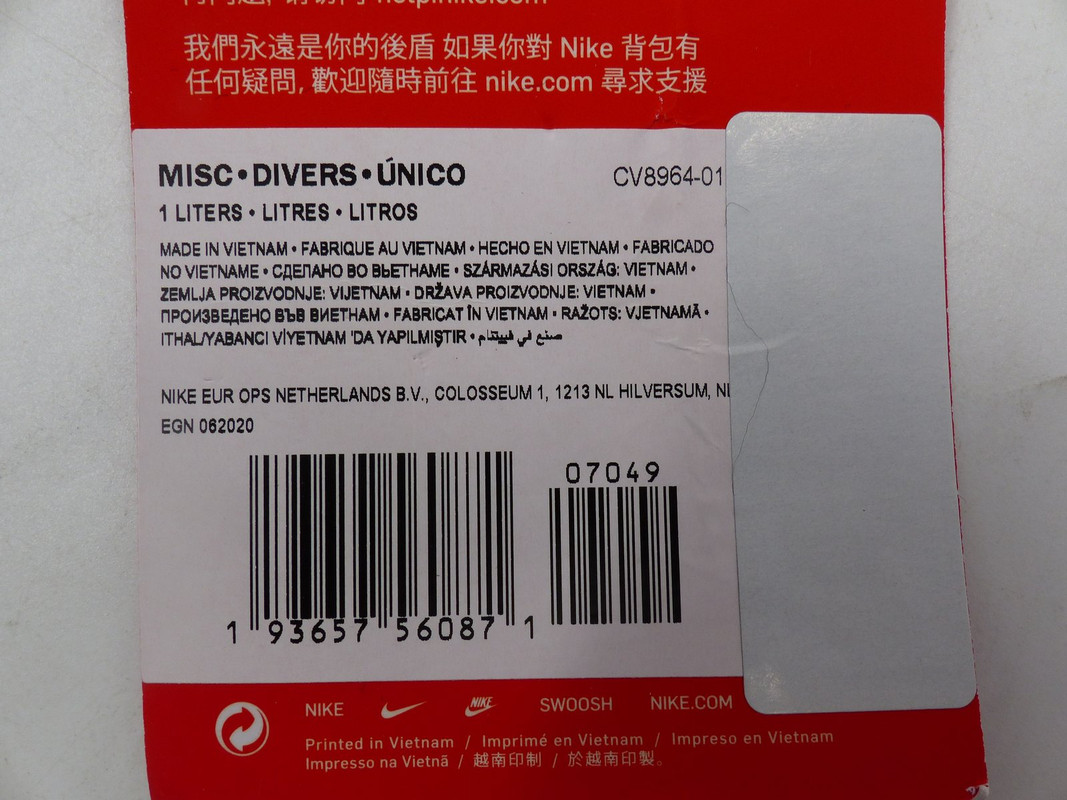 我們永遠是你的後盾 如果你對 Nike 背包有
任何疑問, 歡迎隨時前往 nike.com 尋求支援
MISC•DIVERS•ÚNICO
CV8964-01
1 LITERS • LITRES • LITROS
MADE IN VIETNAM • FABRIQUE AU VIETNAM • HECHO EN VIETNAM • FABRICADO
NO VIETNAME • СДЕЛАНО ВО ВЬЕТНАМЕ • SZÁRMAZÁSI ORSZÁG: VIETNAM •
ZEMLJA PROIZVODNJE: VIJETNAM • DRŽAVA PROIZVODNJE: VIETNAM •
ПРОИЗВЕДЕНО ВЪВ ВИЕТНАМ • FABRICAT ÎN VIETNAM • RAŽOTS: VJETNAMĀ •
ITHAL/YABANCI VİYETNAM 'DA YAPILMIŞTIR • صنع في فييتنام
NIKE EUR OPS NETHERLANDS B.V., COLOSSEUM 1, 1213 NL HILVERSUM,
EGN 062020
07049
1 93657 56087 1
NIKE NIKE SWOOSH NIKE.COM
Printed in Vietnam / Imprimé en Vietnam / Impreso en Vietnam
Impresso na Vietnã / 越南印制 / 於越南印製。